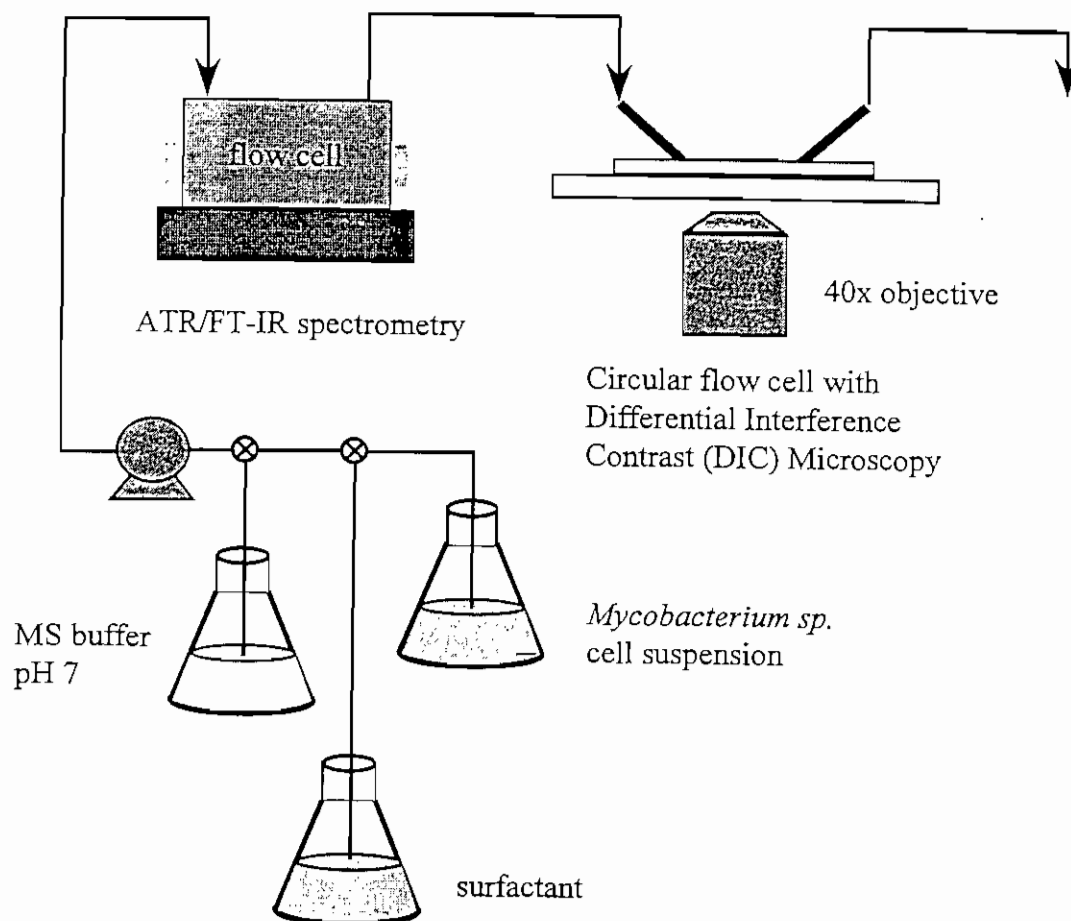 flow cell
ATR/FT-IR spectrometry
40x objective
Circular flow cell with
Differential Interference
Contrast (DIC) Microscopy
MS buffer
pH 7
Mycobacterium sp.
cell suspension
surfactant